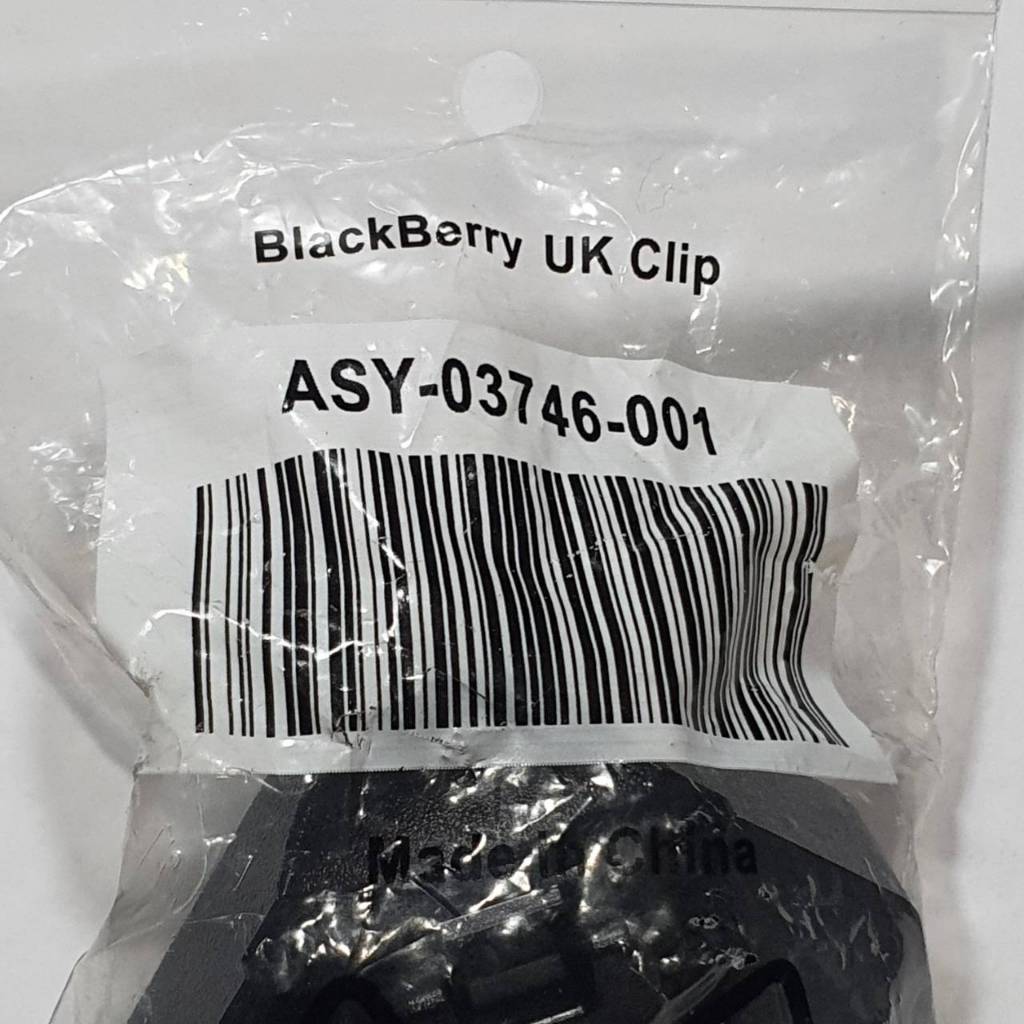 BlackBerry UK Clip
ASY-03746-001
Made in China